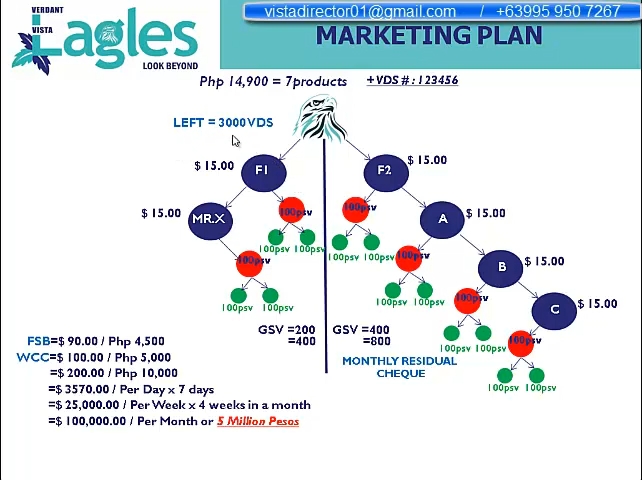 VERDANT
VISTA
Eagles
LOOK BEYOND
vistadirector01@gmail.com / +63995 950 7267
MARKETING PLAN
Php 14,900 = 7products
+VDS # : 123456
LEFT = 3000VDS
$ 15.00
F1
F2
$ 15.00
$ 15.00
MR.X
100psv
100psv
A
$ 15.00
100psv
100psv
100psv
100psv
100psv
100psv
B
$ 15.00
100psv
100psv
100psv
100psv
100psv
100psv
C
$ 15.00
GSV =200
=400
GSV =400
=800
100psv
100psv
100psv
100psv
100psv
MONTHLY RESIDUAL
CHEQUE
FSB=$ 90.00 / Php 4,500
WCC=$ 100.00 / Php 5,000
=$ 200.00 / Php 10,000
=$ 3570.00 / Per Day x 7 days
=$ 25,000.00 / Per Week x 4 weeks in a month
=$ 100,000.00 / Per Month or 5 Million Pesos